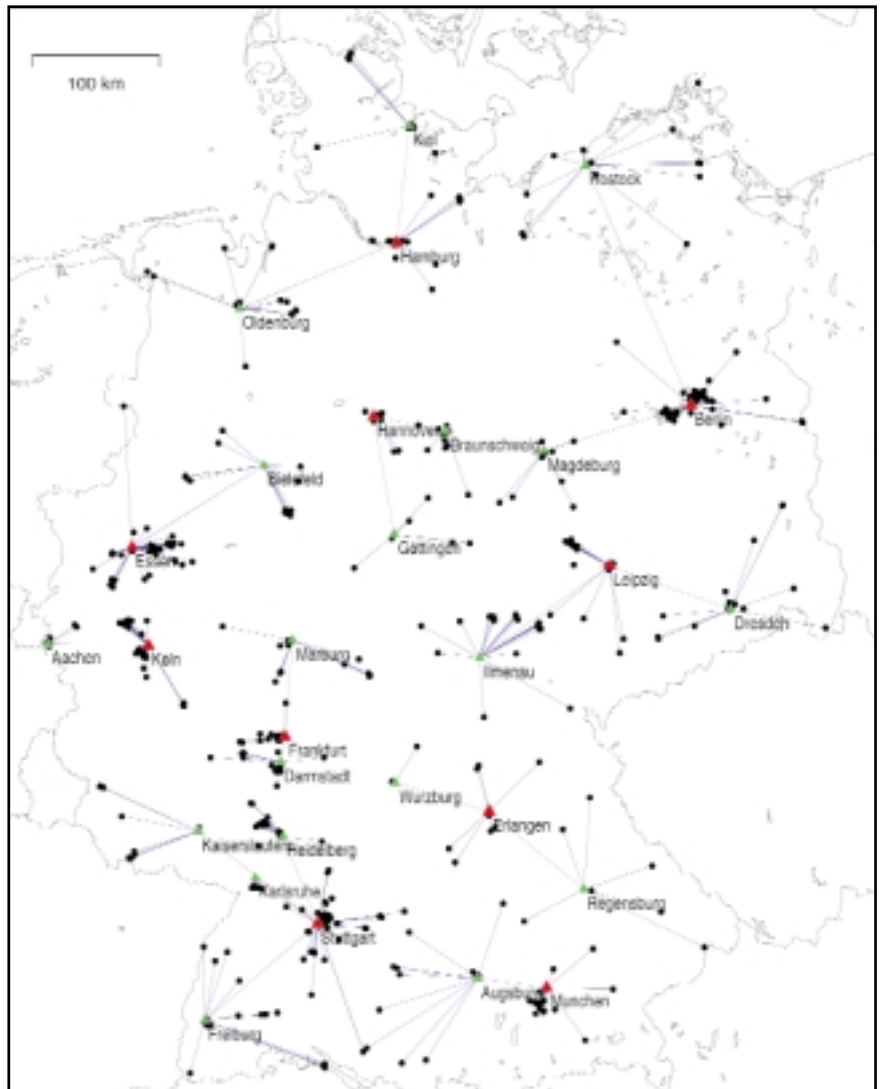 100 km
Kiel
Rostock
Hamburg
Oldenburg
Berlin
Hannover
Braunschweig
Magdeburg
Bielefeld
Göttingen
Essen
Leipzig
Dresden
Aachen
Köln
Marburg
Ilmenau
Frankfurt
Darmstadt
Würzburg
Erlangen
Kaiserslautern
Heidelberg
Karlsruhe
Regensburg
Stuttgart
Augsburg
München
Freiburg